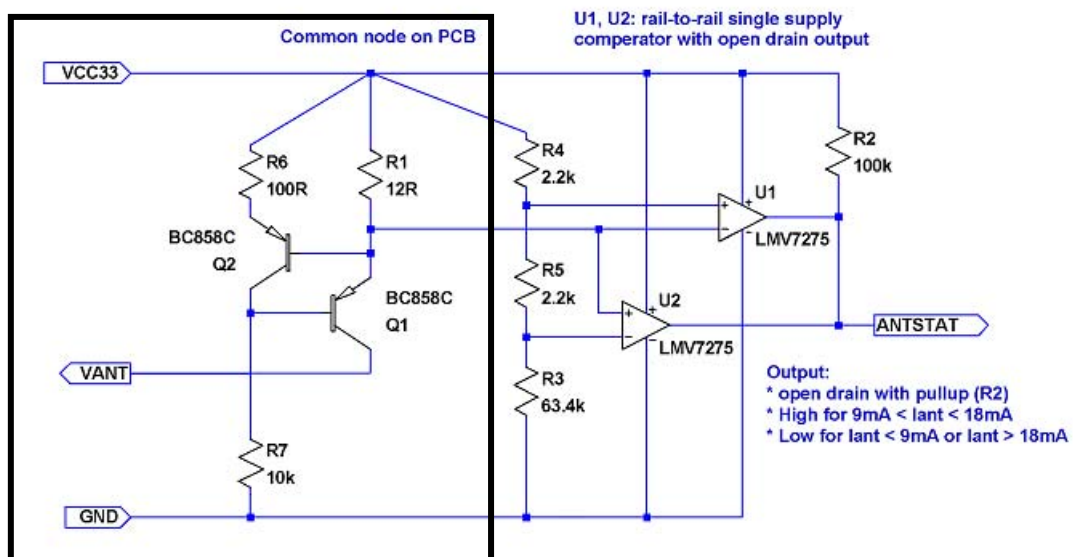 U1, U2: rail-to-rail single supply
comperator with open drain output
Common node on PCB
VCC33
R6
100R
R1
12R
R4
2.2k
R2
100k
+
-
+
-
U1
LMV7275
BC858C
Q2
BC858C
Q1
R5
2.2k
+
-
+
-
U2
LMV7275
ANTSTAT
VANT
R3
63.4k
Output:
* open drain with pullup (R2)
* High for 9mA < Iant < 18mA
* Low for Iant < 9mA or Iant > 18mA
R7
10k
GND